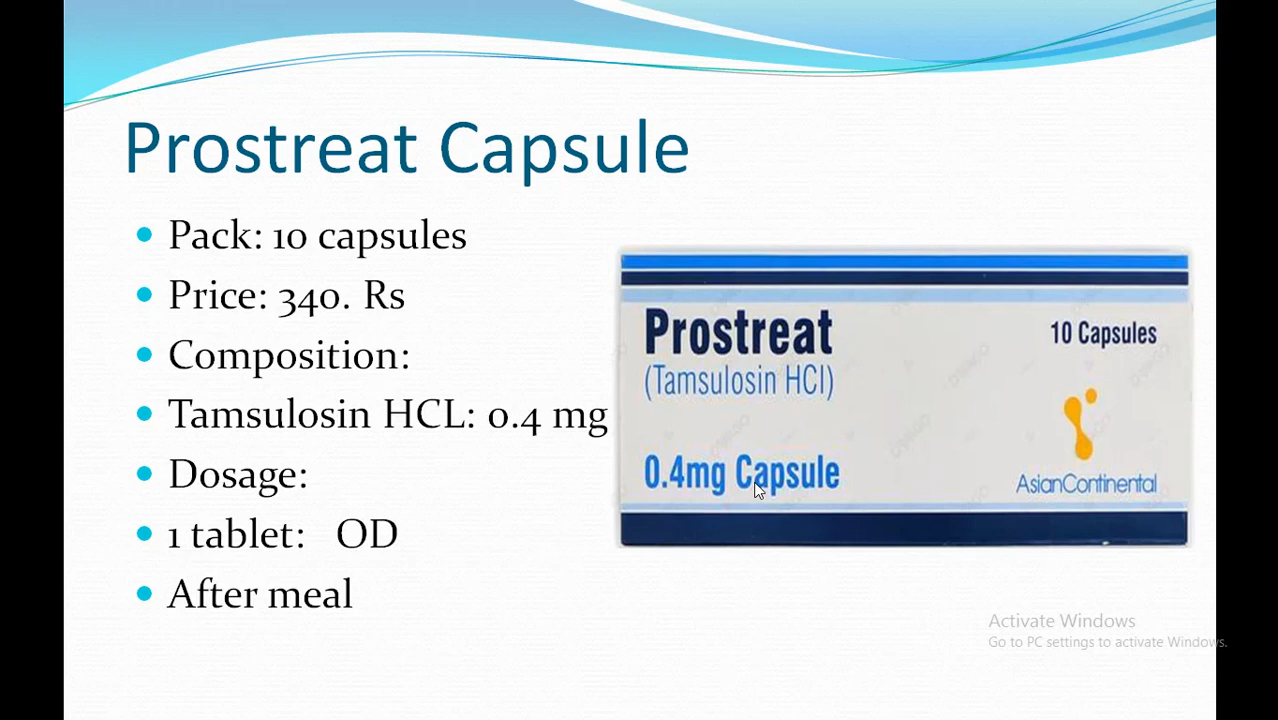 Prostreat Capsule
Pack: 10 capsules
Price: 340. Rs
Composition:
Tamsulosin HCL: 0.4 mg
Dosage:
1 tablet: OD
After meal
Prostreat
(Tamsulosin HCl)
10 Capsules
0.4mg Capsule
AsianContinental
Activate Windows
Go to PC settings to activate Windows.